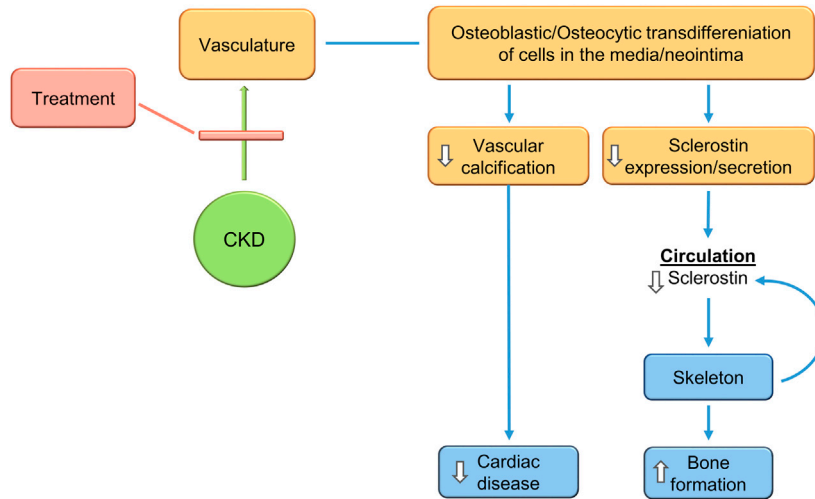 Vasculature
Osteoblastic/Osteocytic transdiffereniation
of cells in the media/neointima
Treatment
Vascular
calcification
Sclerostin
expression/secretion
CKD
Circulation
Sclerostin
Skeleton
Cardiac
disease
Bone
formation